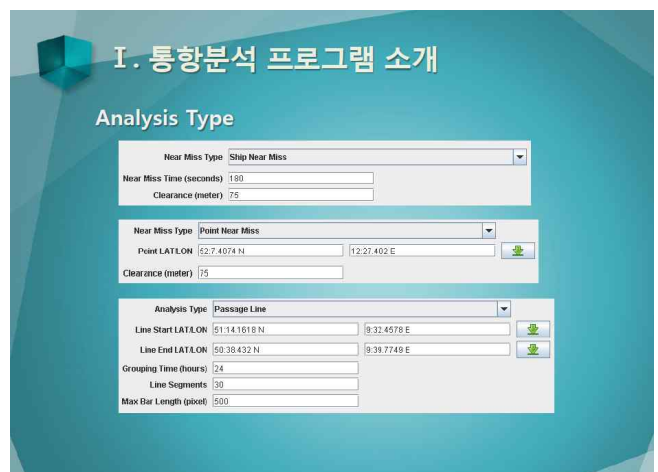 Ⅰ. 통항분석 프로그램 소개
Analysis Type
Near Miss Type Ship Near Miss
Near Miss Time (seconds) 180
Clearance (meter) 75
Near Miss Type Point Near Miss
Point LAT/LON 52:7.4074 N 12:27.402 E
Clearance (meter) 75
Analysis Type Passage Line
Line Start LAT/LON 51:14.1618 N 9:32.4578 E
Line End LAT/LON 50:38.432 N 9:39.7749 E
Grouping Time (hours) 24
Line Segments 30
Max Bar Length (pixel) 500